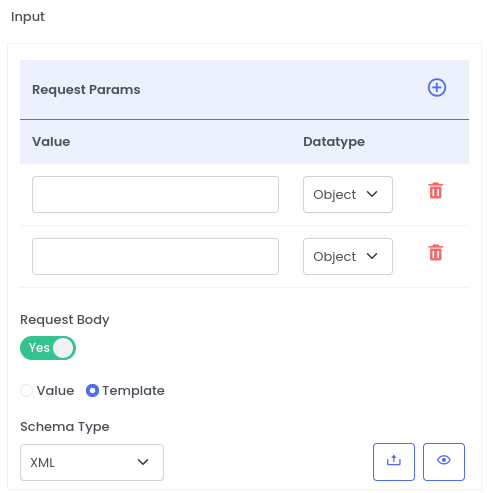 Input
Request Params
Value Datatype
Object
Object
Request Body
Yes
Value Template
Schema Type
XML